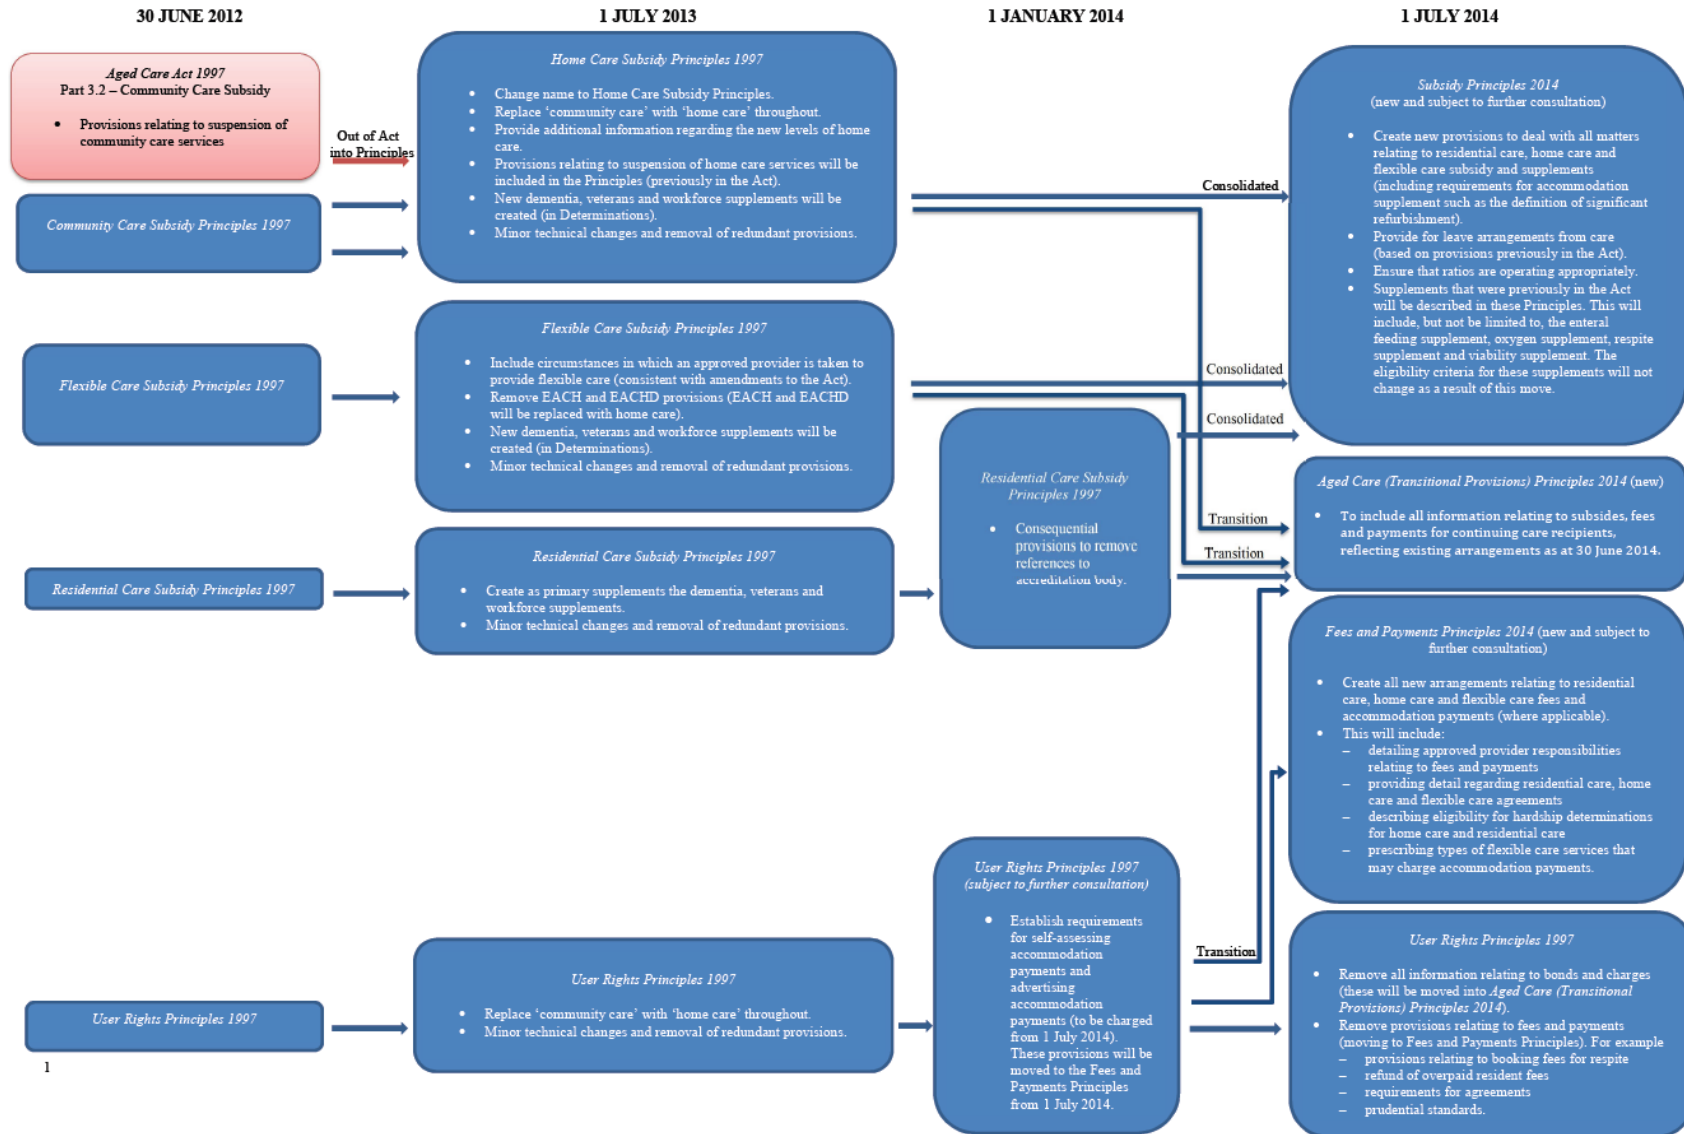 30 JUNE 2012
1 JULY 2013
1 JANUARY 2014
1 JULY 2014
Aged Care Act 1997
Part 3.2 – Community Care Subsidy
• Provisions relating to suspension of
community care services
Out of Act
into Principles
Community Care Subsidy Principles 1997
Home Care Subsidy Principles 1997
• Change name to Home Care Subsidy Principles.
• Replace ‘community care’ with ‘home care’ throughout.
• Provide additional information regarding the new levels of home
care.
• Provisions relating to suspension of home care services will be
included in the Principles (previously in the Act).
• New dementia, veterans and workforce supplements will be
created (in Determinations).
• Minor technical changes and removal of redundant provisions.
Consolidated
Subsidy Principles 2014
(new and subject to further consultation)
• Create new provisions to deal with all matters
relating to residential care, home care and
flexible care subsidy and supplements
(including requirements for accommodation
supplement such as the definition of significant
refurbishment).
• Provide for leave arrangements from care
(based on provisions previously in the Act).
• Ensure that ratios are operating appropriately.
• Supplements that were previously in the Act
will be described in these Principles. This will
include, but not be limited to, the enteral
feeding supplement, oxygen supplement, respite
supplement and viability supplement. The
eligibility criteria for these supplements will not
change as a result of this move.
Flexible Care Subsidy Principles 1997
Flexible Care Subsidy Principles 1997
• Include circumstances in which an approved provider is taken to
provide flexible care (consistent with amendments to the Act).
• Remove EACH and EACHD provisions (EACH and EACHD
will be replaced with home care).
• New dementia, veterans and workforce supplements will be
created (in Determinations).
• Minor technical changes and removal of redundant provisions.
Consolidated
Consolidated
Residential Care Subsidy
Principles 1997
• Consequential
provisions to remove
references to
accreditation body.
Transition
Transition
Aged Care (Transitional Provisions) Principles 2014 (new)
• To include all information relating to subsides, fees
and payments for continuing care recipients,
reflecting existing arrangements as at 30 June 2014.
Residential Care Subsidy Principles 1997
Residential Care Subsidy Principles 1997
• Create as primary supplements the dementia, veterans and
workforce supplements.
• Minor technical changes and removal of redundant provisions.
Fees and Payments Principles 2014 (new and subject to
further consultation)
• Create all new arrangements relating to residential
care, home care and flexible care fees and
accommodation payments (where applicable).
• This will include:
– detailing approved provider responsibilities
relating to fees and payments
– providing detail regarding residential care, home
care and flexible care agreements
– describing eligibility for hardship determinations
for home care and residential care
– prescribing types of flexible care services that
may charge accommodation payments.
User Rights Principles 1997
User Rights Principles 1997
• Replace ‘community care’ with ‘home care’ throughout.
• Minor technical changes and removal of redundant provisions.
User Rights Principles 1997
(subject to further consultation)
• Establish requirements
for self-assessing
accommodation
payments and
advertising
accommodation
payments (to be charged
from 1 July 2014).
These provisions will be
moved to the Fees and
Payments Principles
from 1 July 2014.
Transition
User Rights Principles 1997
• Remove all information relating to bonds and charges
(these will be moved into Aged Care (Transitional
Provisions) Principles 2014).
• Remove provisions relating to fees and payments
(moving to Fees and Payments Principles). For example
– provisions relating to booking fees for respite
– refund of overpaid resident fees
– requirements for agreements
– prudential standards.
1